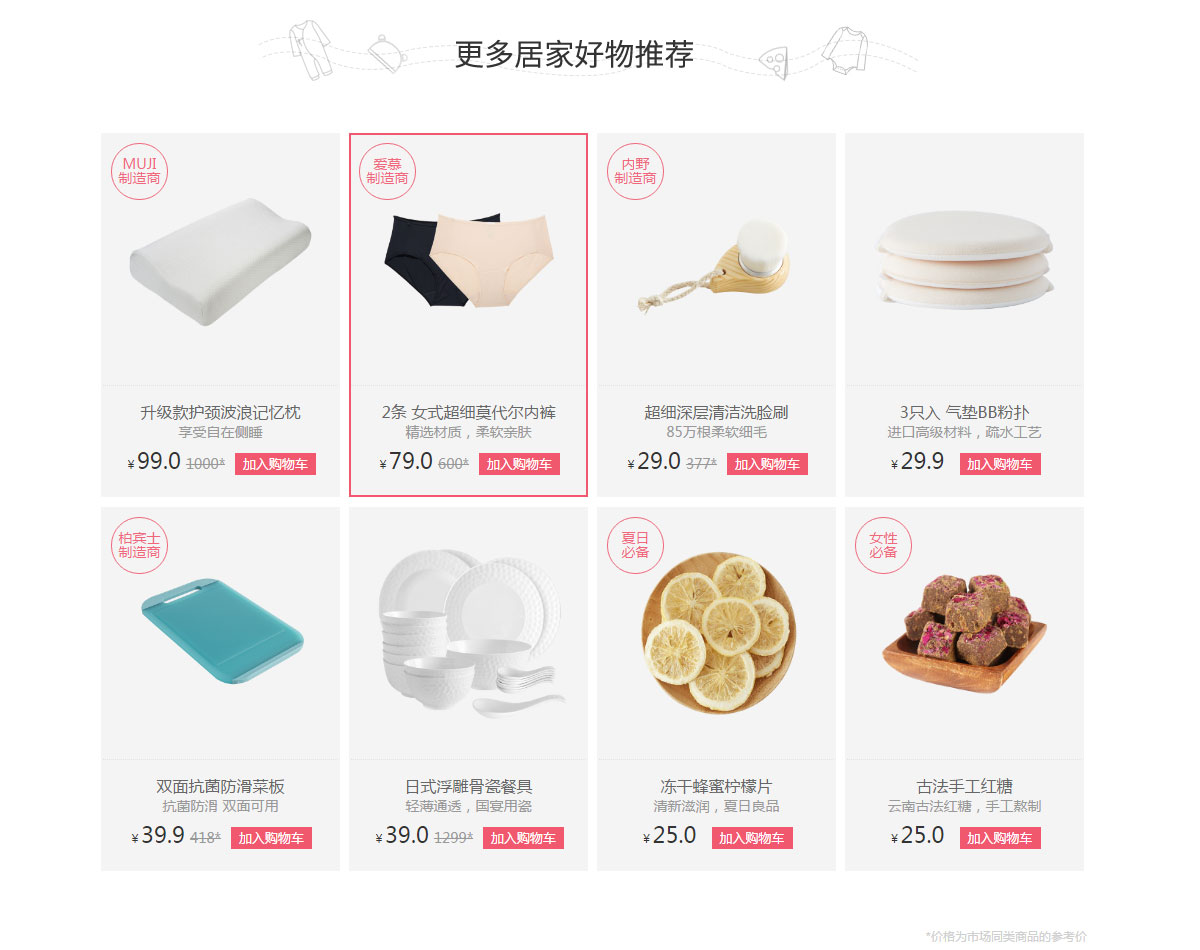 更多居家好物推荐
MUJI
制造商
升级款护颈波浪记忆枕
享受自在侧睡
¥99.0 1000* 加入购物车
爱慕
制造商
2条 女式超细莫代尔内裤
精选材质，柔软亲肤
¥79.0 600* 加入购物车
内野
制造商
超细深层清洁洗脸刷
85万根柔软细毛
¥29.0 377* 加入购物车
3只入 气垫BB粉扑
进口高级材料，疏水工艺
¥29.9 加入购物车
柏宾士
制造商
双面抗菌防滑菜板
抗菌防滑 双面可用
¥39.9 418* 加入购物车
日式浮雕骨瓷餐具
轻薄通透，国宴用瓷
¥39.0 1299* 加入购物车
夏日
必备
冻干蜂蜜柠檬片
清新滋润，夏日良品
¥25.0 加入购物车
女性
必备
古法手工红糖
云南古法红糖，手工熬制
¥25.0 加入购物车
*价格为市场同类商品的参考价